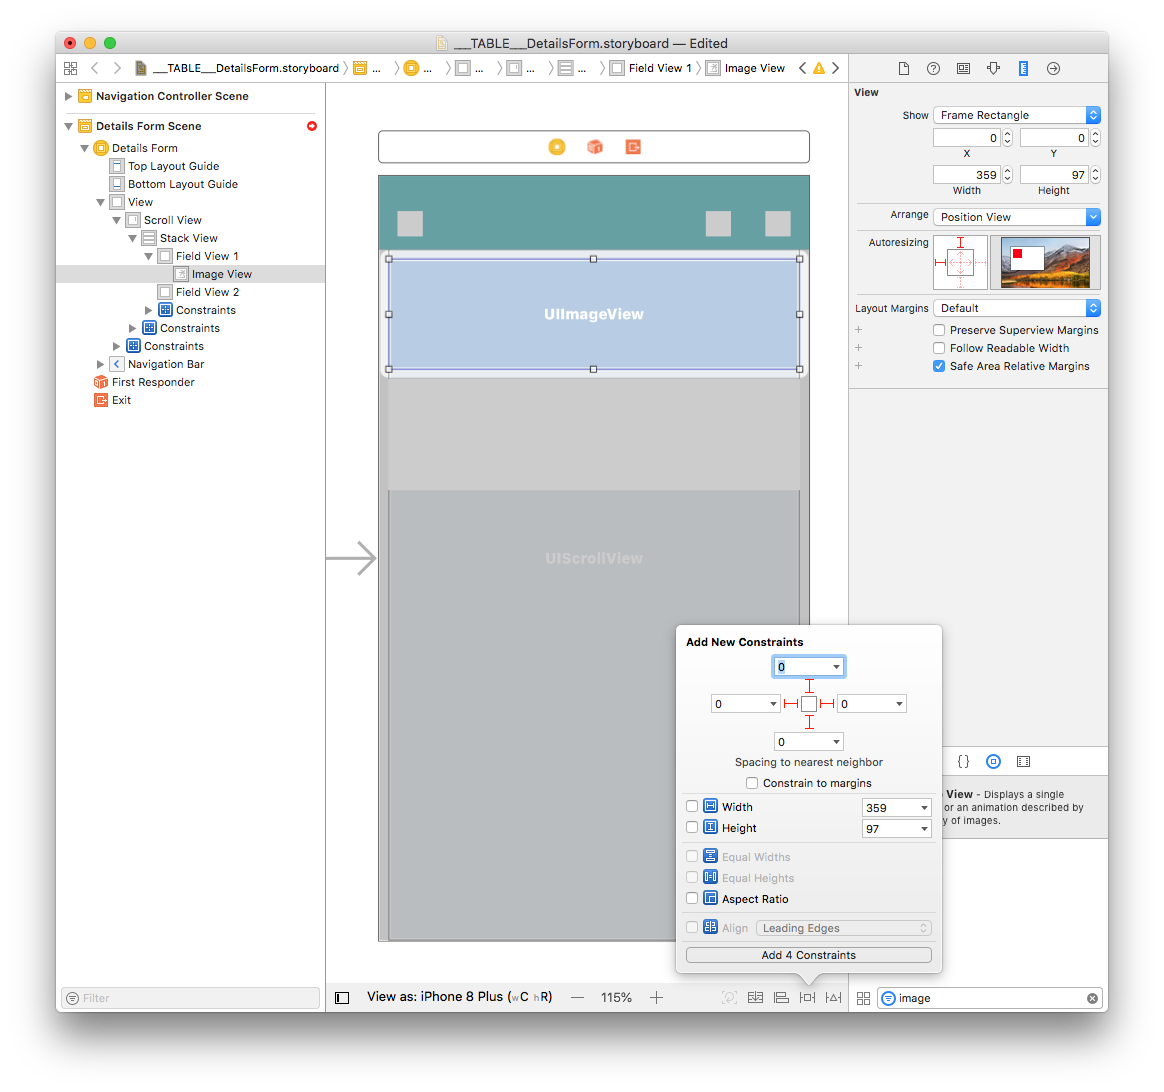 ___TABLE___DetailsForm.storyboard — Edited
___TABLE___DetailsForm.storyboard
...
...
...
...
...
Field View 1
Image View
Navigation Controller Scene
Details Form Scene
Details Form
Top Layout Guide
Bottom Layout Guide
View
Scroll View
Stack View
Field View 1
Image View
Field View 2
Constraints
Constraints
Constraints
Navigation Bar
First Responder
Exit
Filter
UIImageView
UIScrollView
View as: iPhone 8 Plus (wC hR)
115%
View
Show Frame Rectangle
0 0
X Y
359 97
Width Height
Arrange Position View
Autoresizing
Layout Margins Default
Preserve Superview Margins
Follow Readable Width
Safe Area Relative Margins
Add New Constraints
0
0 0
0
Spacing to nearest neighbor
Constrain to margins
Width 359
Height 97
Equal Widths
Equal Heights
Aspect Ratio
Align Leading Edges
Add 4 Constraints
{}
View - Displays a single
or an animation described by
y of images.
image